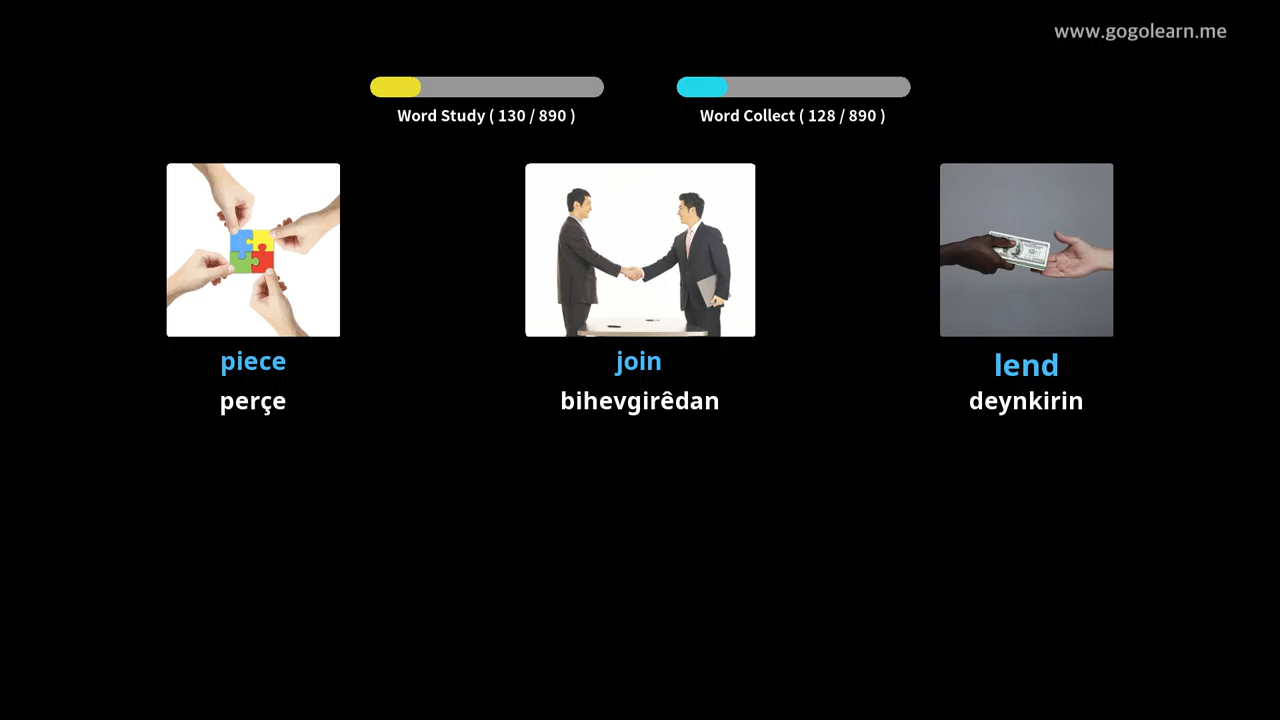 www.gogolearn.me
Word Study ( 130 / 890 )
Word Collect ( 128 / 890 )
piece
join
lend
perçe
bihevgirêdan
deynkirin